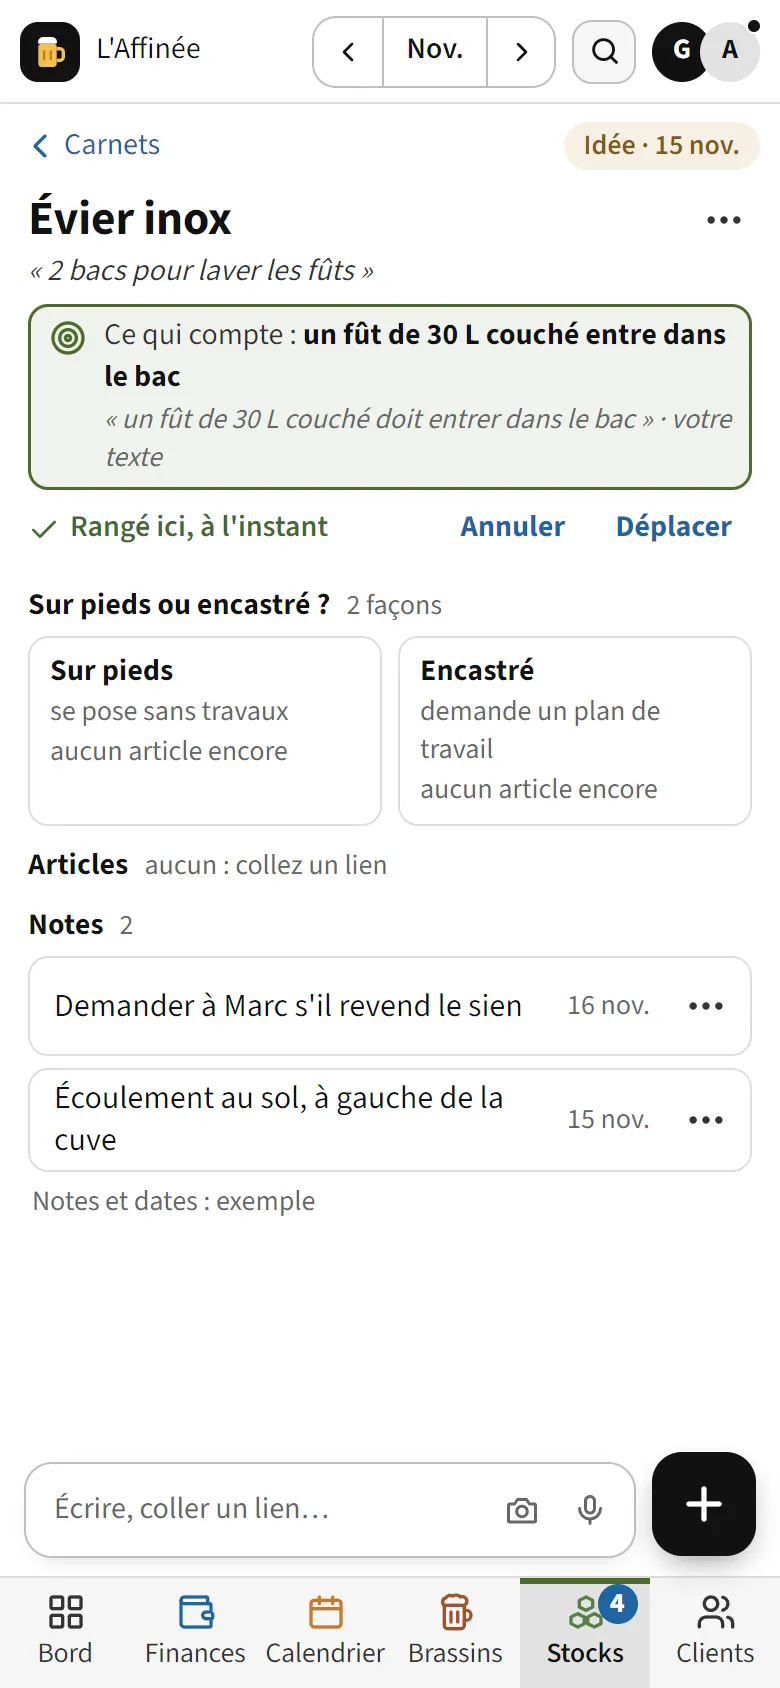 L'Affinée
Nov.
G
A
Carnets
Idée · 15 nov.
Évier inox
« 2 bacs pour laver les fûts »
Ce qui compte : un fût de 30 L couché entre dans
le bac
« un fût de 30 L couché doit entrer dans le bac » · votre
texte
Rangé ici, à l'instant
Annuler
Déplacer
Sur pieds ou encastré ? 2 façons
Sur pieds
se pose sans travaux
aucun article encore
Encastré
demande un plan de
travail
aucun article encore
Articles aucun : collez un lien
Notes 2
Demander à Marc s'il revend le sien
16 nov.
Écoulement au sol, à gauche de la
cuve
15 nov.
Notes et dates : exemple
Écrire, coller un lien…
Bord
Finances
Calendrier
Brassins
4
Stocks
Clients